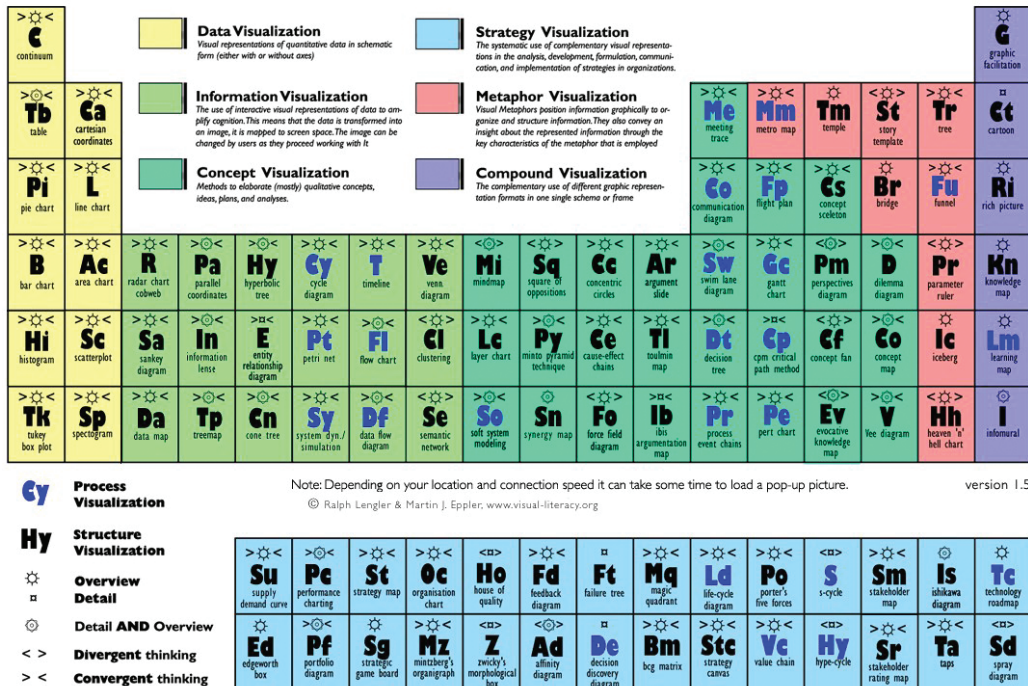 C
continuum
Data Visualization
Visual representations of quantitative data in schematic
form (either with or without axes)
Strategy Visualization
The systematic use of complementary visual representa-
tions in the analysis, development, formulation, communi-
cation, and implementation of strategies in organizations.
G
graphic
facilitation
Tb
table
Ca
cartesian
coordinates
Information Visualization
The use of interactive visual representations of data to am-
plify cognition. This means that the data is transformed into
an image, it is mapped to screen space. The image can be
changed by users as they proceed working with it
Metaphor Visualization
Visual Metaphors position information graphically to or-
ganize and structure information. They also convey an
insight about the represented information through the
key characteristics of the metaphor that is employed
Me
meeting
trace
Mm
metro map
Tm
temple
St
story
template
Tr
tree
Ct
cartoon
Pi
pie chart
L
line chart
Concept Visualization
Methods to elaborate (mostly) qualitative concepts,
ideas, plans, and analyses.
Compound Visualization
The complementary use of different graphic represen-
tation formats in one single schema or frame
Co
communication
diagram
Fp
flight plan
Cs
concept
sceleton
Br
bridge
Fu
funnel
Ri
rich picture
B
bar chart
Ac
area chart
R
radar chart
cobweb
Pa
parallel
coordinates
Hy
hyperbolic
tree
Cy
cycle
diagram
T
timeline
Ve
venn
diagram
Mi
mindmap
Sq
square of
oppositions
Cc
concentric
circles
Ar
argument
slide
Sw
swim lane
diagram
Gc
gantt
chart
Pm
perspectives
diagram
D
dilemma
diagram
Pr
parameter
ruler
Kn
knowledge
map
Hi
histogram
Sc
scatterplot
Sa
sankey
diagram
In
information
lense
E
entity
relationship
diagram
Pt
petri net
Fl
flow chart
Cl
clustering
Lc
layer chart
Py
minto pyramid
technique
Ce
cause-effect
chains
Tl
toulmin
map
Dt
decision
tree
Cp
cpm critical
path method
Cf
concept fan
Co
concept
map
Ic
iceberg
Lm
learning
map
Tk
tukey
box plot
Sp
spectogram
Da
data map
Tp
treemap
Cn
cone tree
Sy
system dyn./
simulation
Df
data flow
diagram
Se
semantic
network
So
soft system
modeling
Sn
synergy map
Fo
force field
diagram
Ib
ibis
argumentation
map
Pr
process
event chains
Pe
pert chart
Ev
evocative
knowledge
map
V
Vee diagram
Hh
heaven 'n'
hell chart
I
infomural
Cy Process
Visualization
Note: Depending on your location and connection speed it can take some time to load a pop-up picture.
version 1.5
© Ralph Lengler & Martin J. Eppler, www.visual-literacy.org
Hy Structure
Visualization
Overview
Detail
Detail AND Overview
< > Divergent thinking
> < Convergent thinking
Su
supply
demand curve
Pc
performance
charting
St
strategy map
Oc
organisation
chart
Ho
house of
quality
Fd
feedback
diagram
Ft
failure tree
Mq
magic
quadrant
Ld
life-cycle
diagram
Po
porter's
five forces
S
s-cycle
Sm
stakeholder
map
Is
ishikawa
diagram
Tc
technology
roadmap
Ed
edgeworth
box
Pf
portfolio
diagram
Sg
strategic
game board
Mz
mintzberg's
organigraph
Z
zwicky's
morphological
box
Ad
affinity
diagram
De
decision
discovery
diagram
Bm
bcg matrix
Stc
strategy
canvas
Vc
value chain
Hy
hype-cycle
Sr
stakeholder
rating map
Ta
taps
Sd
spray
diagram